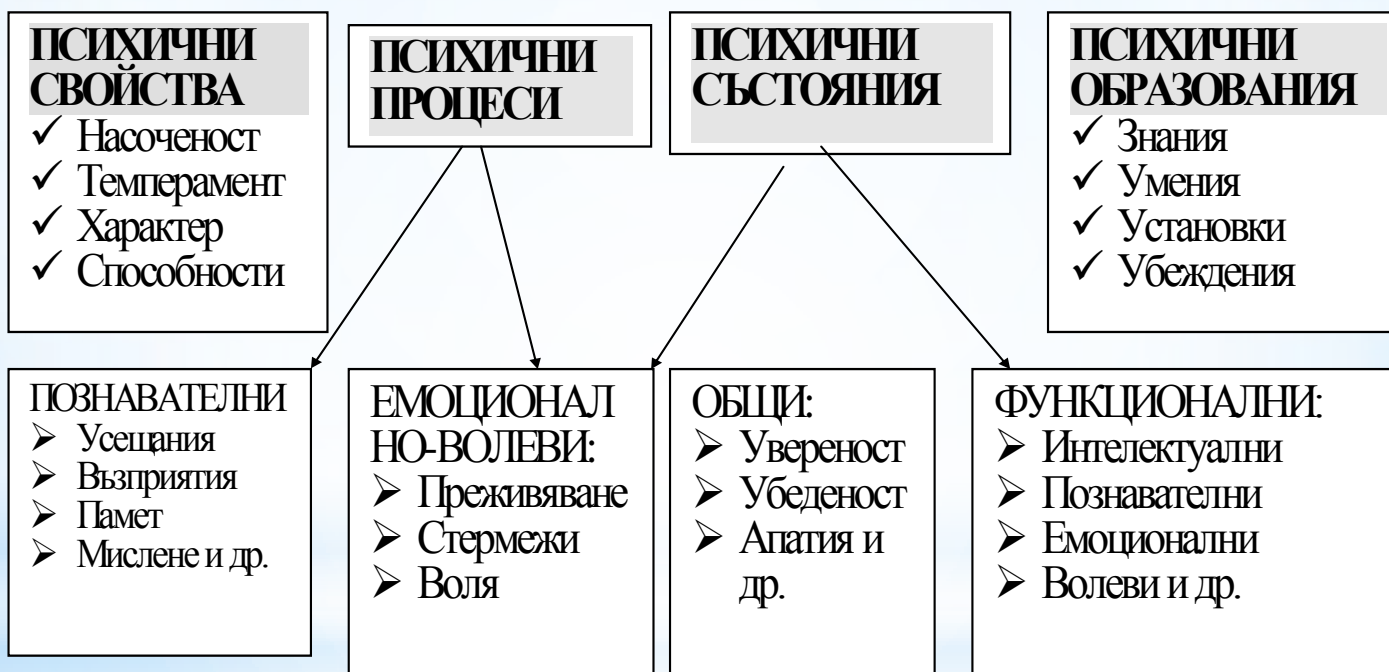 ПСИХИЧНИ
СВОЙСТВА
✓ Насоченост
✓ Темперамент
✓ Характер
✓ Способности
ПСИХИЧНИ
ПРОЦЕСИ
ПСИХИЧНИ
СЪСТОЯНИЯ
ПСИХИЧНИ
ОБРАЗОВАНИЯ
✓ Знания
✓ Умения
✓ Установки
✓ Убеждения
ПОЗНАВАТЕЛНИ
➢ Усещания
➢ Възприятия
➢ Памет
➢ Мислене и др.
ЕМОЦИОНАЛ
НО-ВОЛЕВИ:
➢ Преживяване
➢ Стермежи
➢ Воля
ОБЩИ:
➢ Увереност
➢ Убеденост
➢ Апатия и
др.
ФУНКЦИОНАЛНИ:
➢ Интелектуални
➢ Познавателни
➢ Емоционални
➢ Волеви и др.